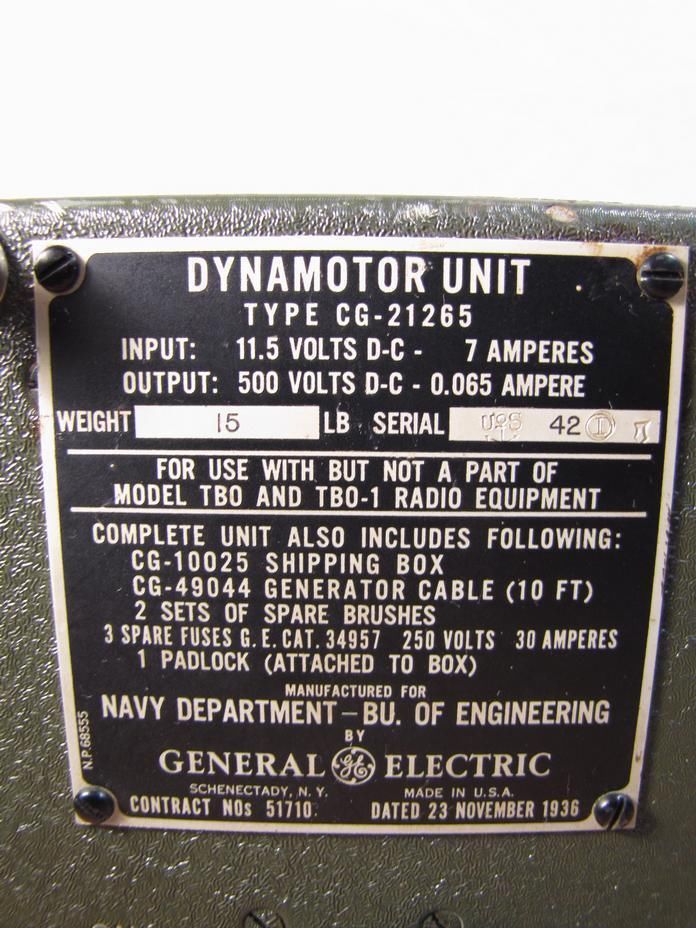 DYNAMOTOR UNIT
TYPE CG-21265
INPUT: 11.5 VOLTS D-C - 7 AMPERES
OUTPUT: 500 VOLTS D-C - 0.065 AMPERE
WEIGHT 15 LB SERIAL 42
FOR USE WITH BUT NOT A PART OF
MODEL TBO AND TBO-1 RADIO EQUIPMENT
COMPLETE UNIT ALSO INCLUDES FOLLOWING:
CG-10025 SHIPPING BOX
CG-49044 GENERATOR CABLE (10 FT)
2 SETS OF SPARE BRUSHES
3 SPARE FUSES G.E. CAT. 34957 250 VOLTS 30 AMPERES
1 PADLOCK (ATTACHED TO BOX)
MANUFACTURED FOR
NAVY DEPARTMENT - BU. OF ENGINEERING
BY
GENERAL GE ELECTRIC
SCHENECTADY, N.Y. MADE IN U.S.A.
CONTRACT NOs 51710 DATED 23 NOVEMBER 1936
N.P. 68555